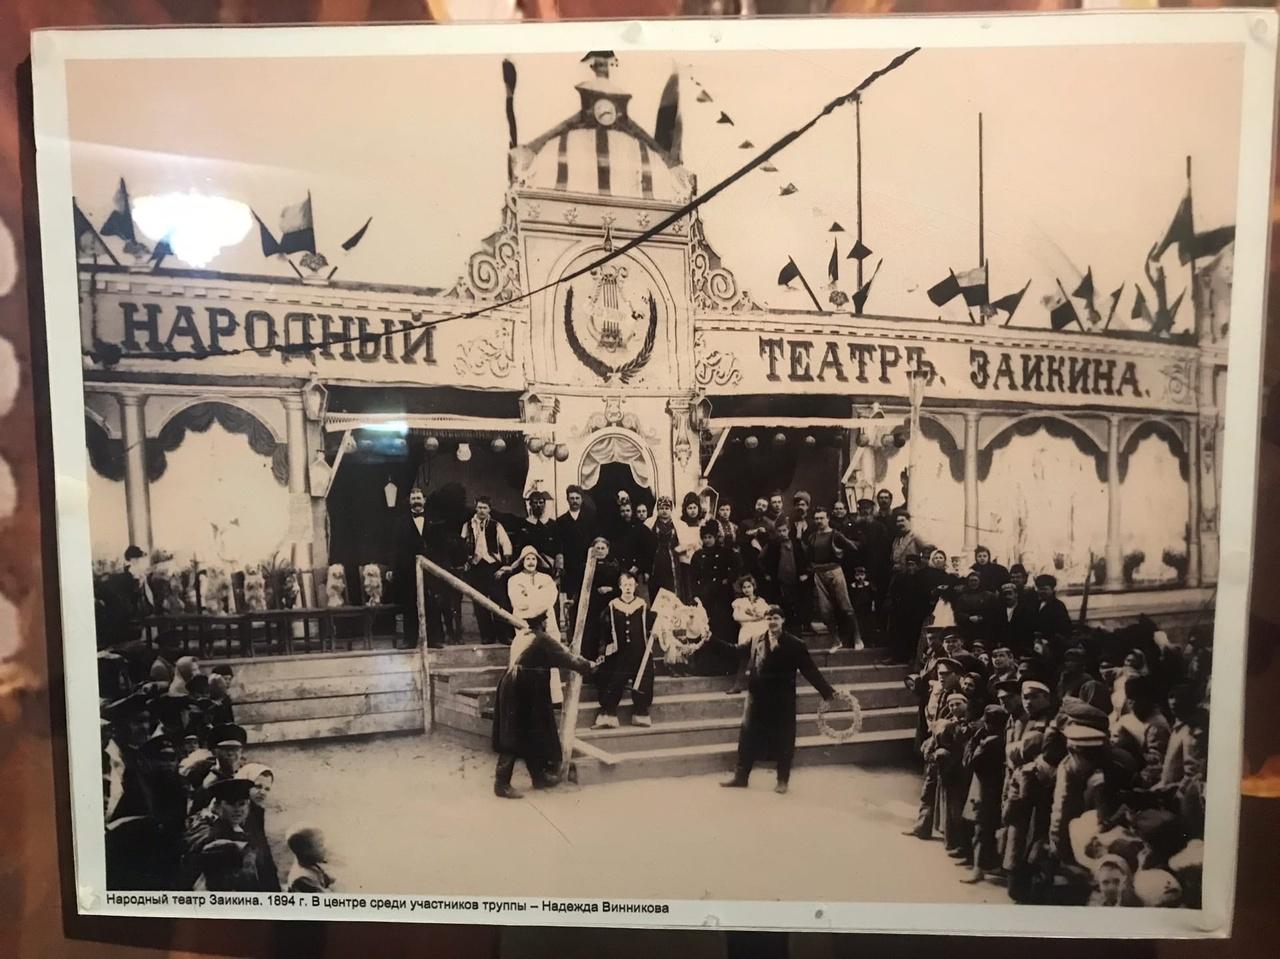 НАРОДНЫЙ ТЕАТРЪ. ЗАИКИНА.
Народный театр Заикина. 1894 г. В центре среди участников труппы – Надежда Винникова